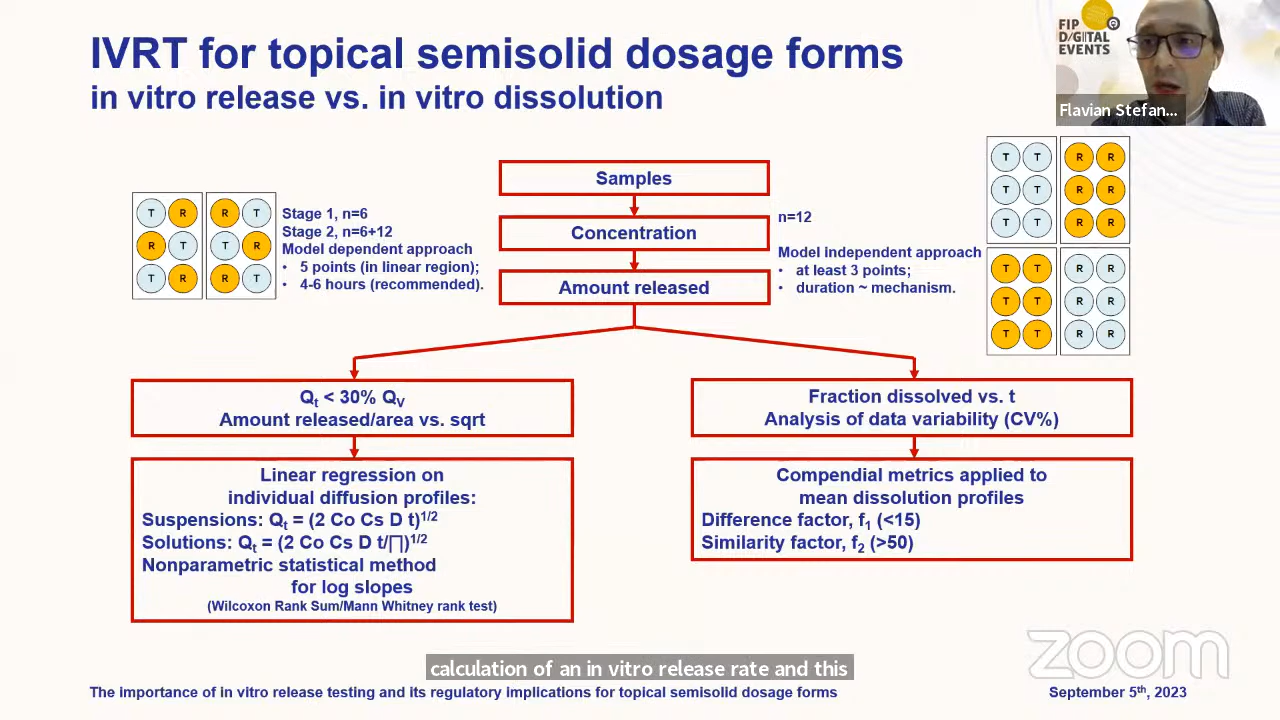 IVRT for topical semisolid dosage forms
in vitro release vs. in vitro dissolution
FIP
DIGITAL
EVENTS
Flavian Stefan...
T R R T
R T T R
T R R T
Stage 1, n=6
Stage 2, n=6+12
Model dependent approach
• 5 points (in linear region);
• 4-6 hours (recommended).
Samples
Concentration
Amount released
n=12
Model independent approach
• at least 3 points;
• duration ~ mechanism.
T T R R
T T R R
T T R R
T T R R
T T R R
T T R R
Qt < 30% QV
Amount released/area vs. sqrt
Linear regression on
individual diffusion profiles:
Suspensions: Qt = (2 Co Cs D t)1/2
Solutions: Qt = (2 Co Cs D t/∏)1/2
Nonparametric statistical method
for log slopes
(Wilcoxon Rank Sum/Mann Whitney rank test)
Fraction dissolved vs. t
Analysis of data variability (CV%)
Compendial metrics applied to
mean dissolution profiles
Difference factor, f1 (<15)
Similarity factor, f2 (>50)
zoom
calculation of an in vitro release rate and this
The importance of in vitro release testing and its regulatory implications for topical semisolid dosage forms
September 5th, 2023